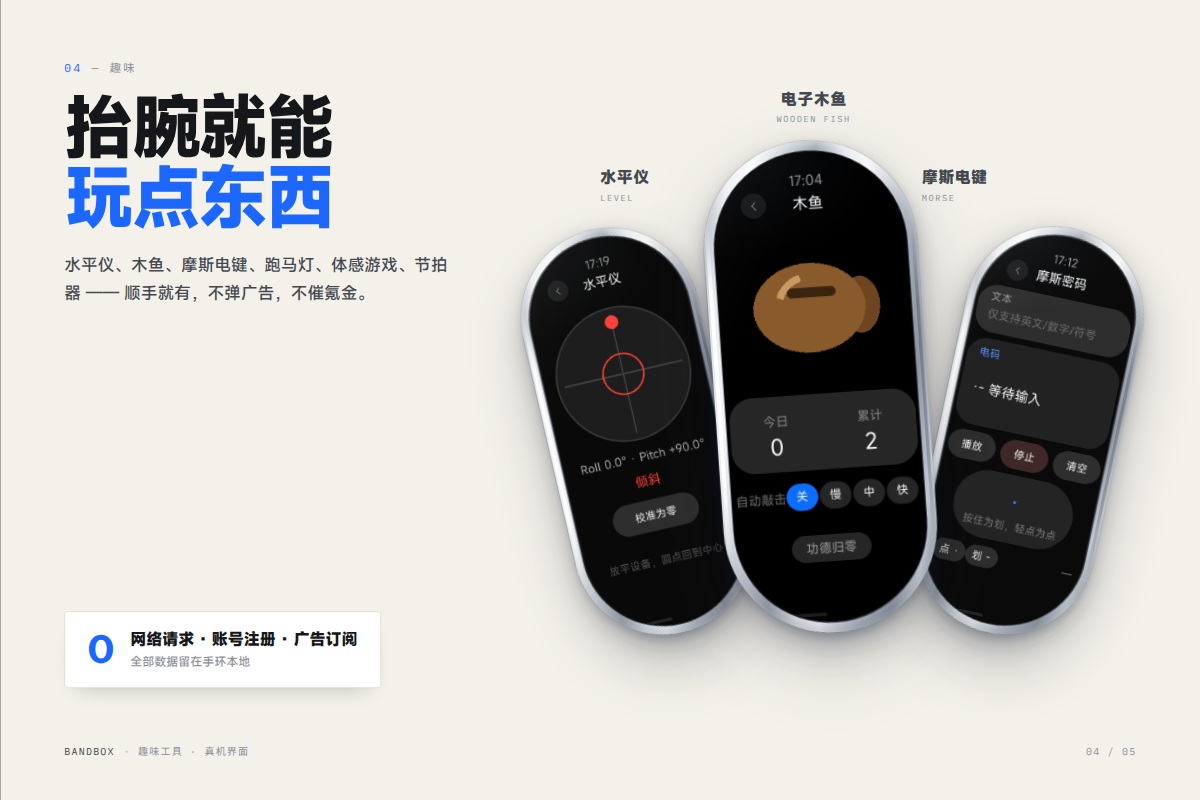 04 — 趣味
抬腕就能
玩点东西
水平仪、木鱼、摩斯电键、跑马灯、体感游戏、节拍
器 —— 顺手就有，不弹广告，不催氪金。
0
网络请求 · 账号注册 · 广告订阅
全部数据留在手环本地
水平仪
LEVEL
17:19
水平仪
Roll 0.0° · Pitch +90.0°
倾斜
校准为零
放平设备，圆点回到中心
电子木鱼
WOODEN FISH
17:04
木鱼
今日
累计
0
2
自动敲击 关 慢 中 快
功德归零
摩斯电键
MORSE
17:12
摩斯密码
文本
仅支持英文/数字/符号
电码
·- 等待输入
播放 停止 清空
·
按住为划，轻点为点
点 · 划 -
—
BANDBOX · 趣味工具 · 真机界面
04 / 05